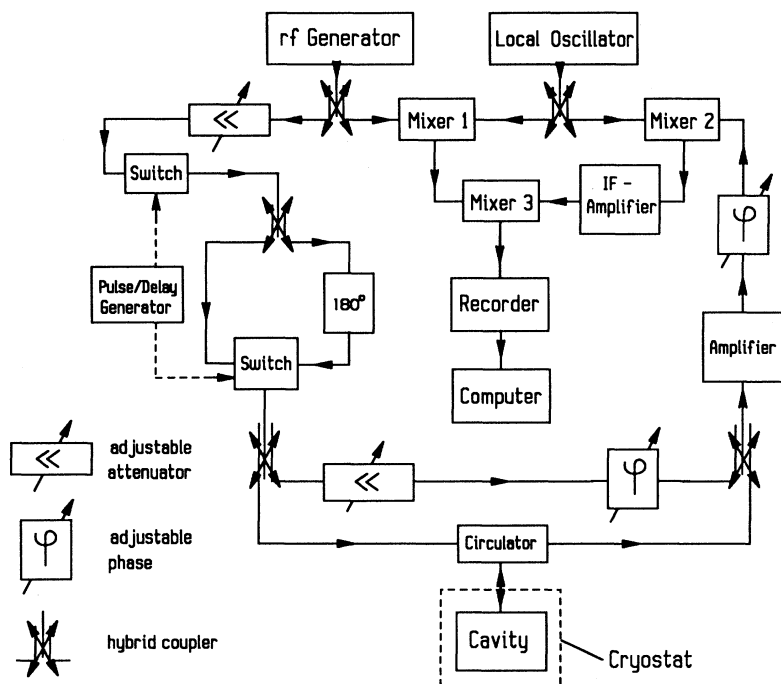 rf Generator
Local Oscillator
≪
Mixer 1
Mixer 2
Switch
Mixer 3
IF -
Amplifier
φ
Pulse/Delay
Generator
180°
Recorder
Amplifier
Switch
Computer
≪
adjustable
attenuator
≪
φ
φ
adjustable
phase
Circulator
hybrid coupler
Cavity
Cryostat